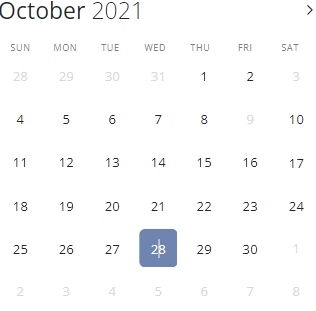 October 2021
SUN MON TUE WED THU FRI SAT
28 29 30 31 1 2 3
4 5 6 7 8 9 10
11 12 13 14 15 16 17
18 19 20 21 22 23 24
25 26 27 28 29 30 1
2 3 4 5 6 7 8